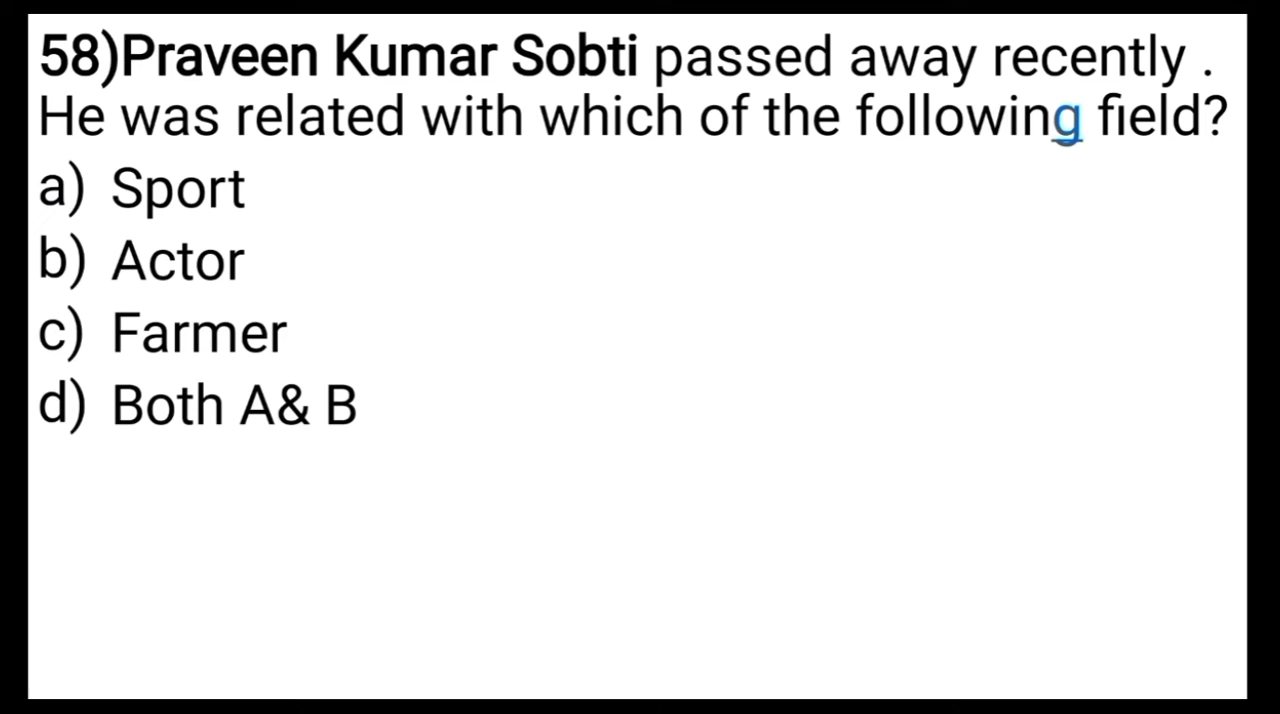 58)Praveen Kumar Sobti passed away recently .
He was related with which of the following field?
a) Sport
b) Actor
c) Farmer
d) Both A& B